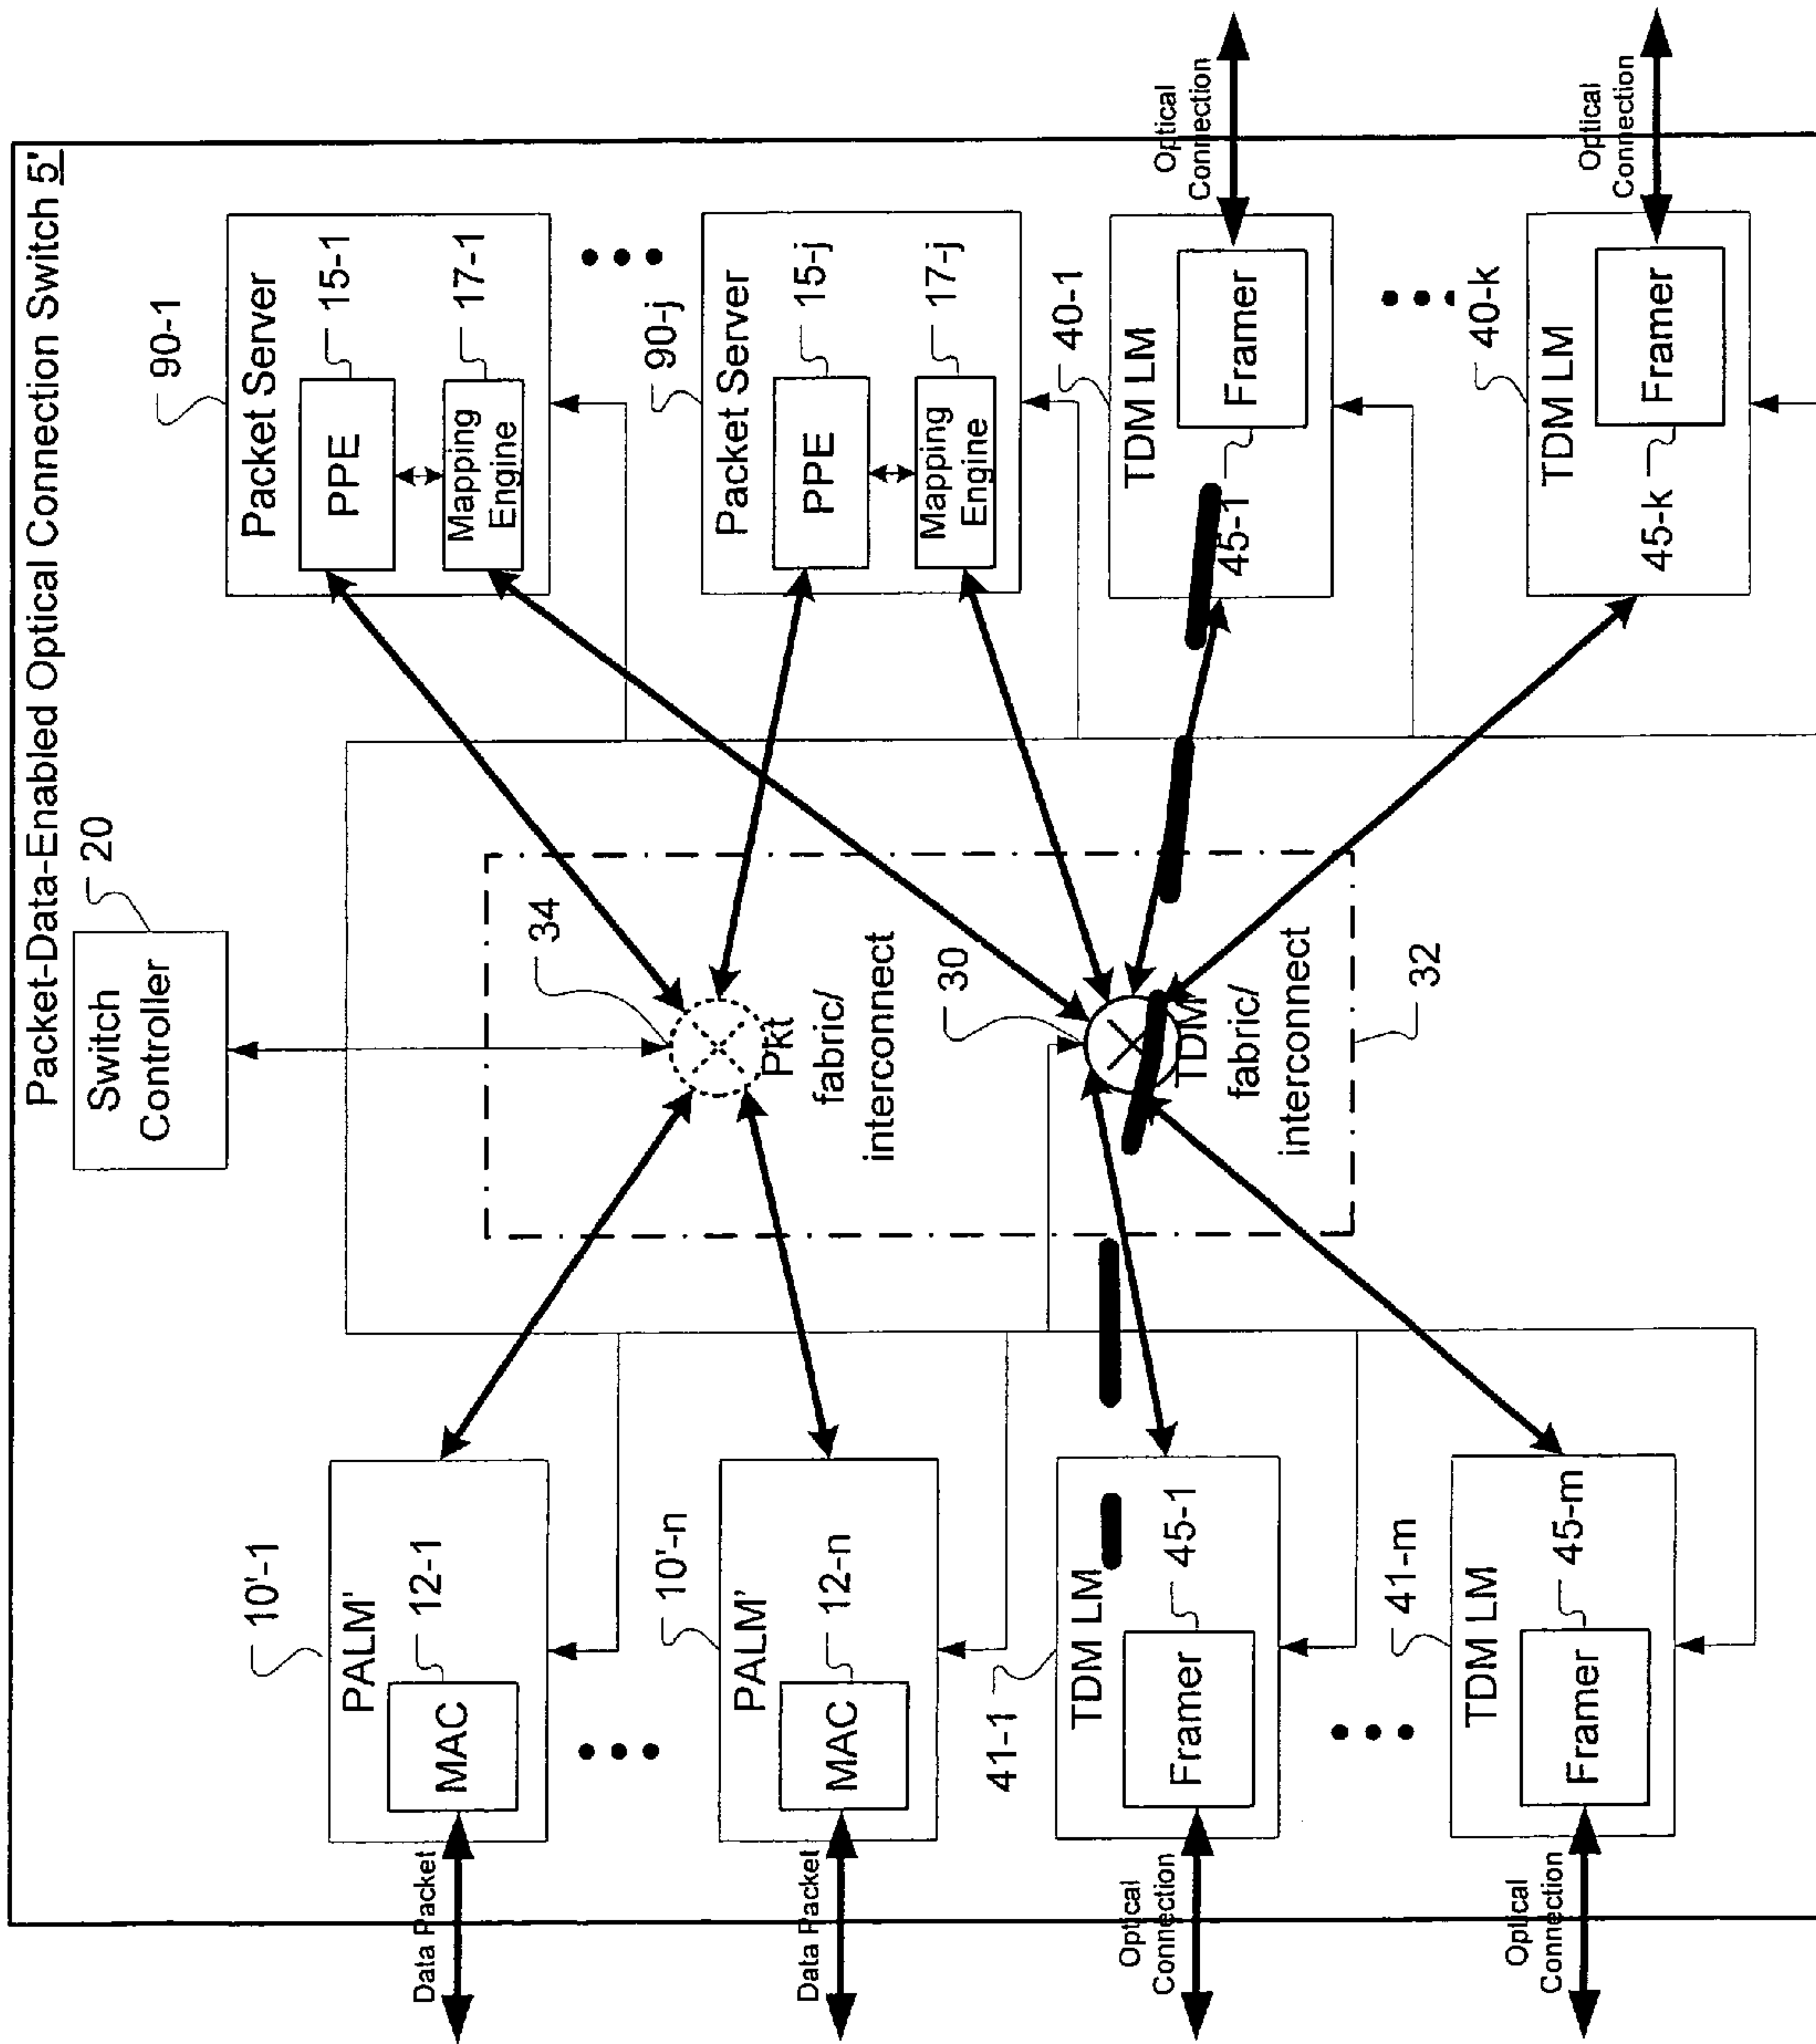 Packet-Data-Enabled Optical Connection Switch 5'
Switch
Controller
20
10'-1
PALM'
12-1
MAC
Data Packet
10'-n
PALM'
12-n
MAC
Data Packet
41-1
TDM LM
45-1
Framer
Optical
Connection
41-m
TDM LM
45-m
Framer
Optical
Connection
34
Pkt
fabric/
interconnect
30
TDM
fabric/
interconnect
32
90-1
Packet Server
PPE
15-1
Mapping
Engine
17-1
90-j
Packet Server
PPE
15-j
Mapping
Engine
17-j
40-1
TDM LM
45-1
Framer
Optical
Connection
40-k
TDM LM
45-k
Framer
Optical
Connection